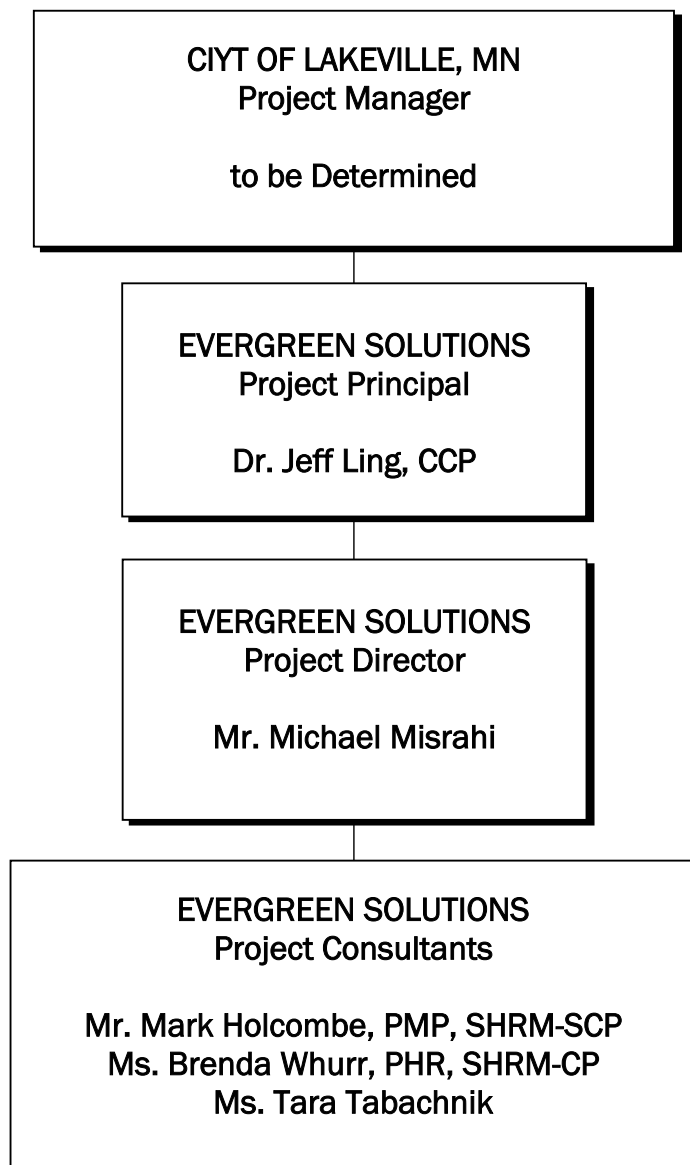 CIYT OF LAKEVILLE, MN
Project Manager
to be Determined
EVERGREEN SOLUTIONS
Project Principal
Dr. Jeff Ling, CCP
EVERGREEN SOLUTIONS
Project Director
Mr. Michael Misrahi
EVERGREEN SOLUTIONS
Project Consultants
Mr. Mark Holcombe, PMP, SHRM-SCP
Ms. Brenda Whurr, PHR, SHRM-CP
Ms. Tara Tabachnik